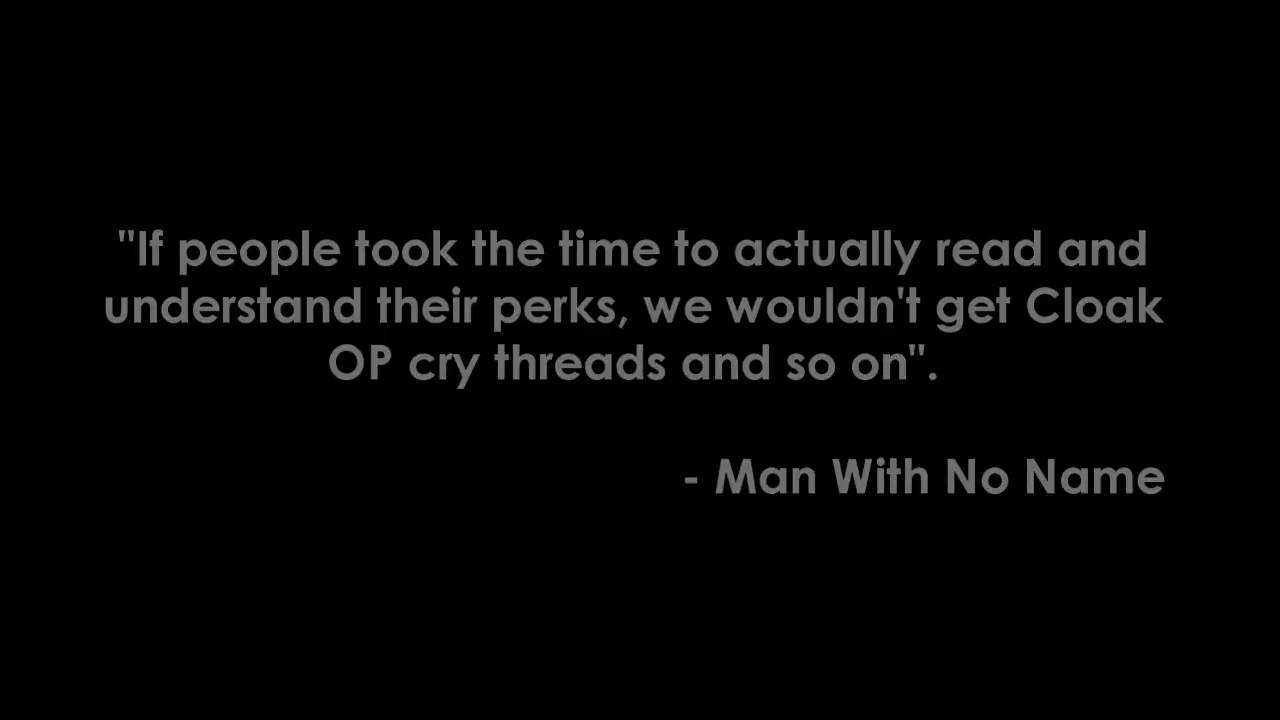 "If people took the time to actually read and
understand their perks, we wouldn't get Cloak
OP cry threads and so on".
- Man With No Name